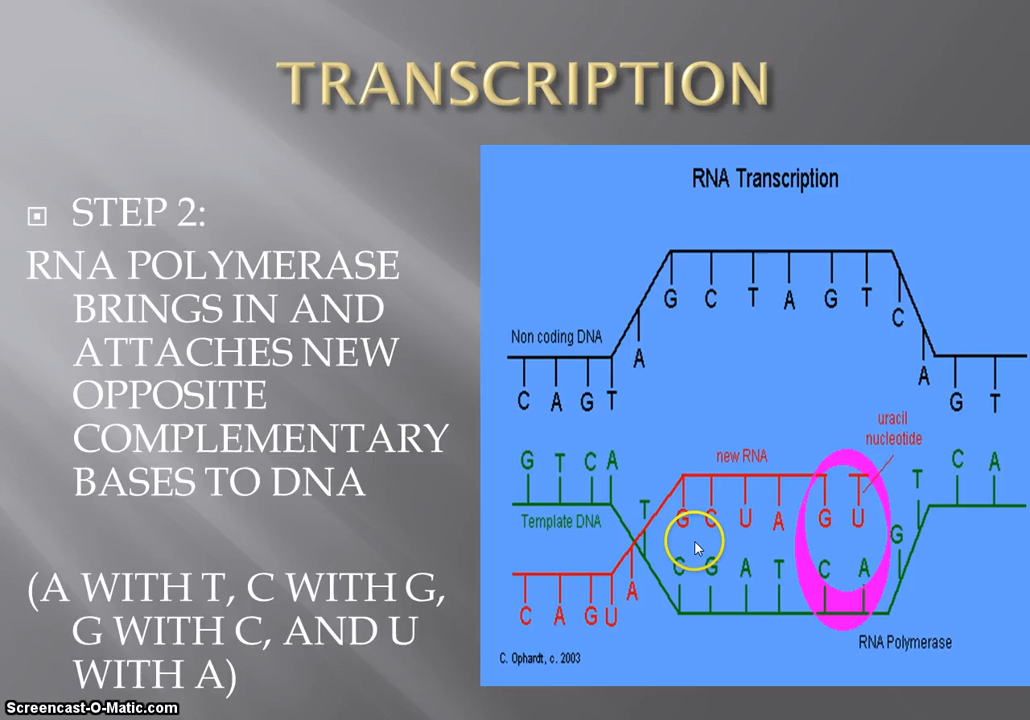 TRANSCRIPTION
STEP 2:
RNA POLYMERASE
BRINGS IN AND
ATTACHES NEW
OPPOSITE
COMPLEMENTARY
BASES TO DNA
(A WITH T, C WITH G,
G WITH C, AND U
WITH A)
RNA Transcription
G C T A G T C
Non coding DNA
A A
C A G T G T
uracil
nucleotide
new RNA
G T C A T C A
T
Template DNA
G C U A G U G
C G A T C A
A
C A G U
RNA Polymerase
C. Ophardt, c. 2003
Screencast-O-Matic.com